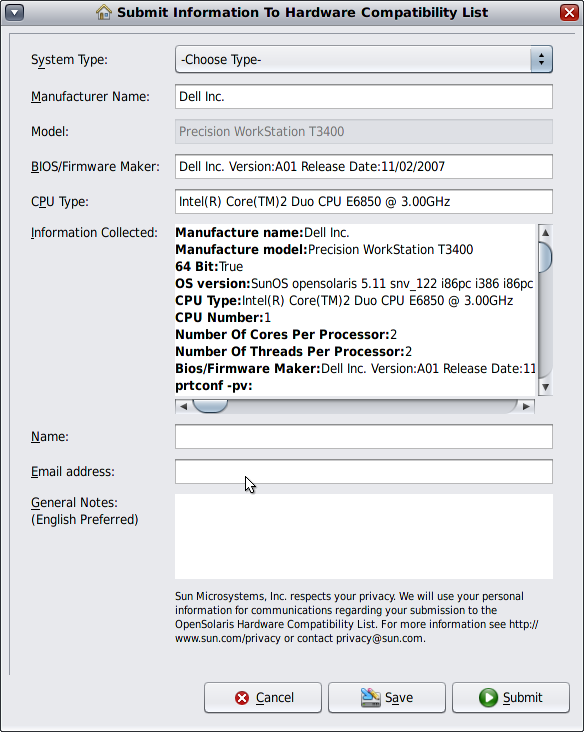 Submit Information To Hardware Compatibility List
System Type: -Choose Type-
Manufacturer Name: Dell Inc.
Model: Precision WorkStation T3400
BIOS/Firmware Maker: Dell Inc. Version:A01 Release Date:11/02/2007
CPU Type: Intel(R) Core(TM)2 Duo CPU E6850 @ 3.00GHz
Information Collected: Manufacture name:Dell Inc.
Manufacture model:Precision WorkStation T3400
64 Bit:True
OS version:SunOS opensolaris 5.11 snv_122 i86pc i386 i86pc
CPU Type:Intel(R) Core(TM)2 Duo CPU E6850 @ 3.00GHz
CPU Number:1
Number Of Cores Per Processor:2
Number Of Threads Per Processor:2
Bios/Firmware Maker:Dell Inc. Version:A01 Release Date:11
prtconf -pv:
Name:
Email address:
General Notes:
(English Preferred)
Sun Microsystems, Inc. respects your privacy. We will use your personal
information for communications regarding your submission to the
OpenSolaris Hardware Compatibility List. For more information see http://
www.sun.com/privacy or contact privacy@sun.com.
Cancel Save Submit